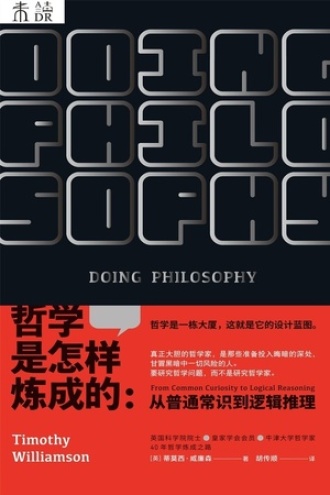 未读
DR
DOING
PHILO
SOPHY
DOING PHILOSOPHY
哲学
是怎样
炼成的：
哲学是一栋大厦，这就是它的设计蓝图。
真正大胆的哲学家，是那些准备投入晦暗的深处，
甘冒黑暗中一切风险的人。
要研究哲学问题，而不是研究哲学家。
From Common Curiosity to Logical Reasoning
从普通常识到逻辑推理
Timothy
Williamson
英国科学院院士 皇家学会会员 牛津大学哲学家
40年哲学炼成之路
[英] 蒂莫西·威廉森 著 胡传顺 译